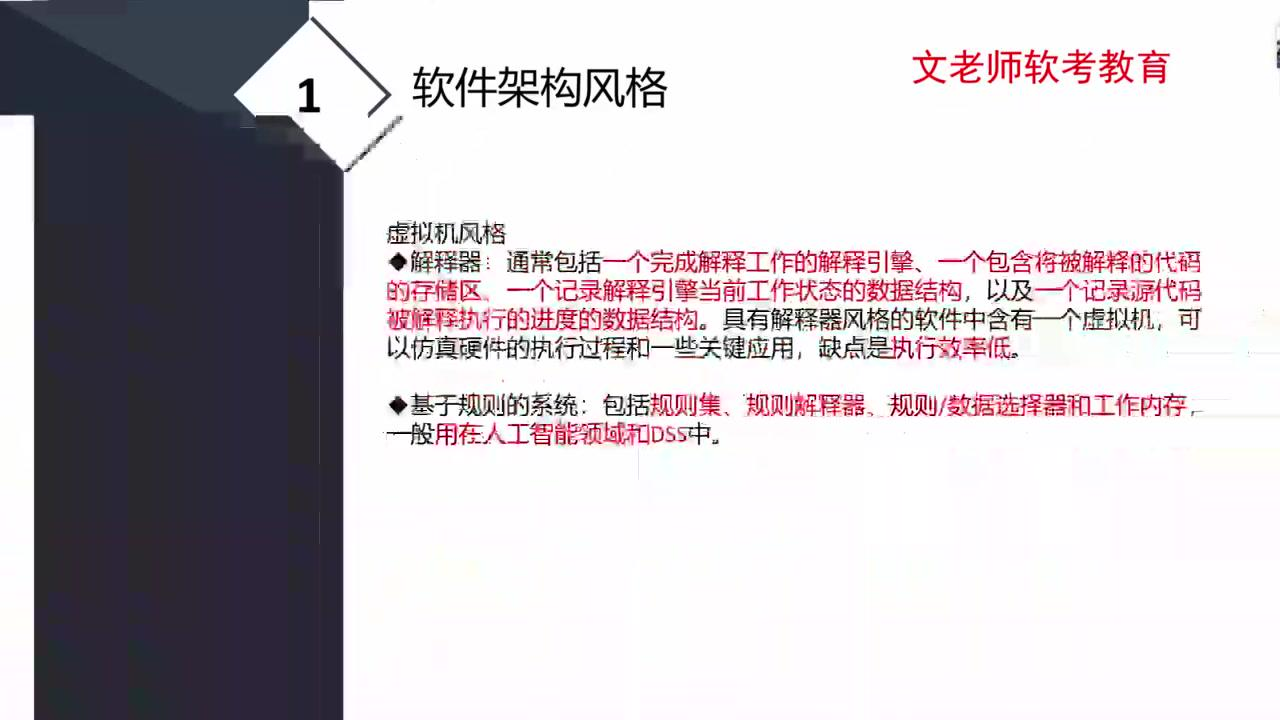 1
软件架构风格
文老师软考教育
虚拟机风格
◆解释器：通常包括一个完成解释工作的解释引擎、一个包含将被解释的代码
的存储区、一个记录解释引擎当前工作状态的数据结构，以及一个记录源代码
被解释执行的进度的数据结构。具有解释器风格的软件中含有一个虚拟机，可
以仿真硬件的执行过程和一些关键应用，缺点是执行效率低。
◆基于规则的系统：包括规则集、规则解释器、规则/数据选择器和工作内存，
一般用在人工智能领域和DSS中。